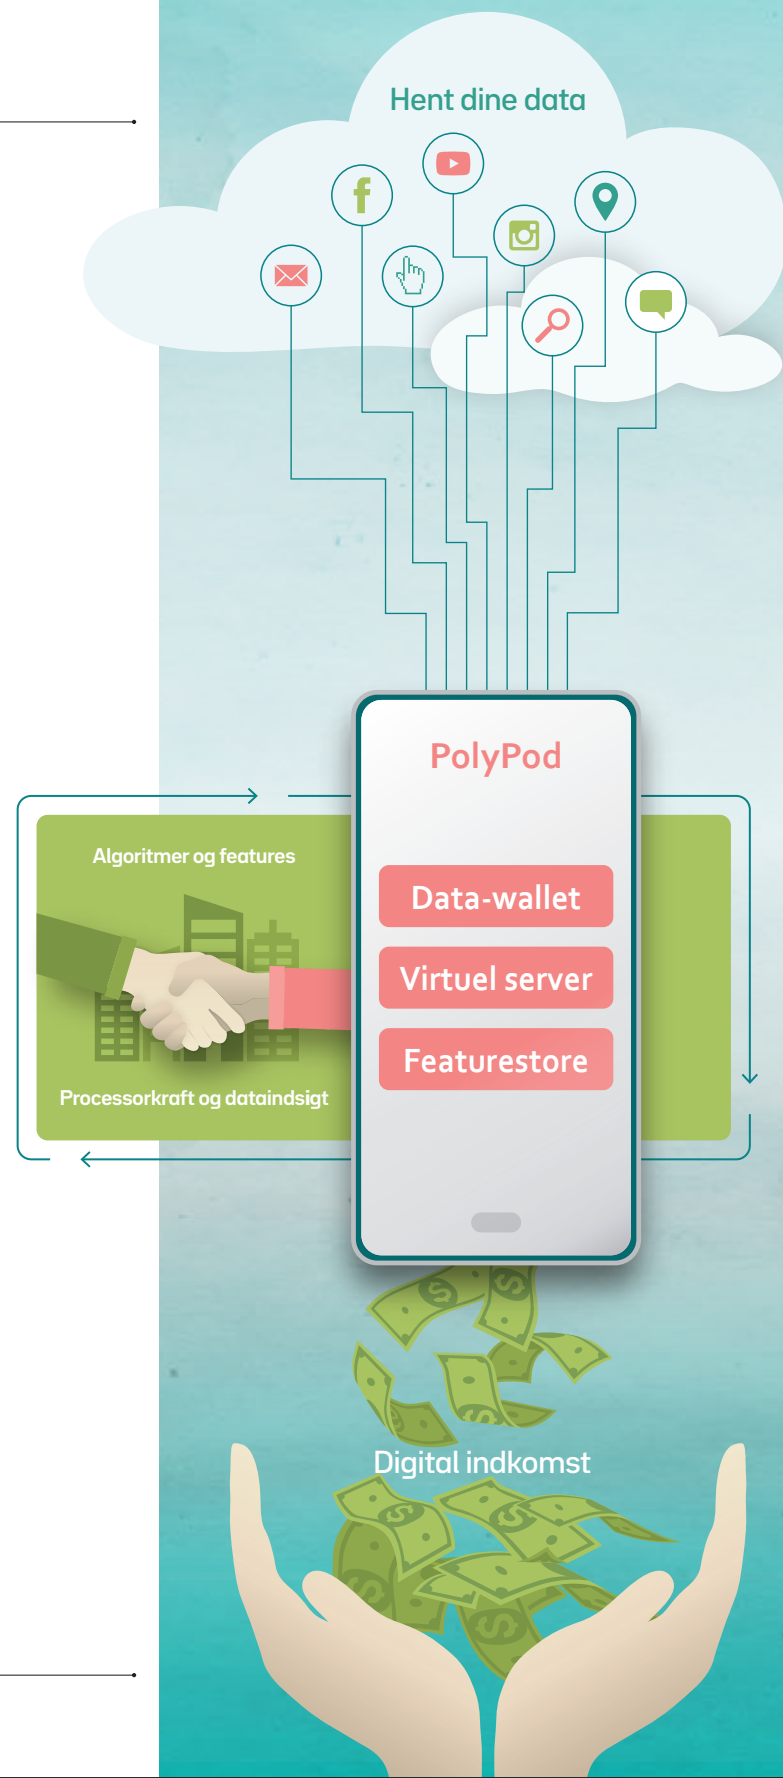 Hent dine data
PolyPod
Algoritmer og features
Data-wallet
Virtuel server
Featurestore
Processorkraft og dataindsigt
Digital indkomst